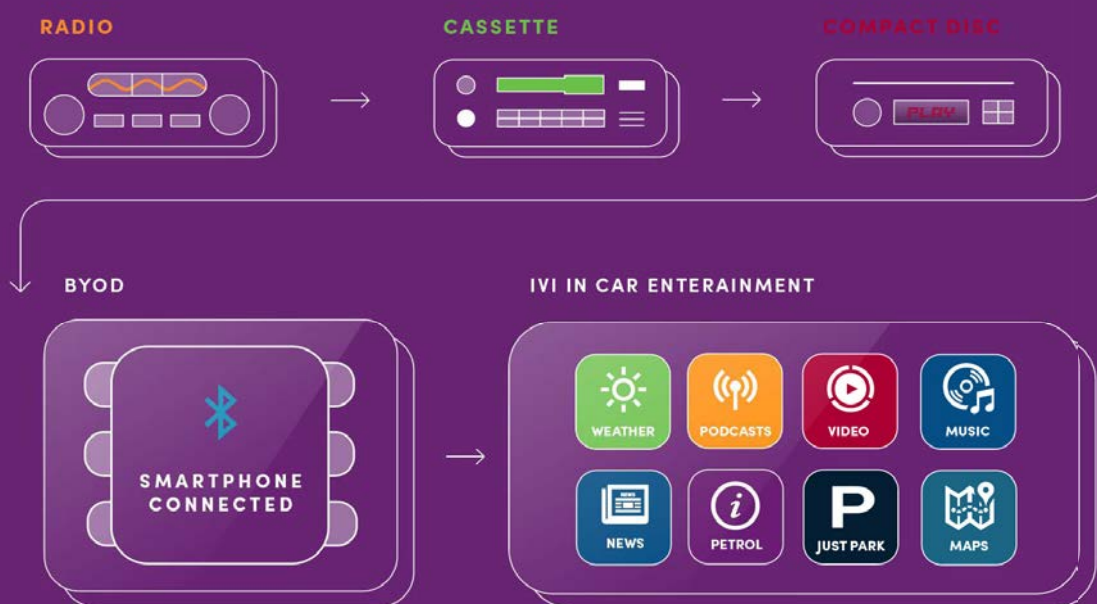 RADIO
CASSETTE
COMPACT DISC
PLAY
BYOD
IVI IN CAR ENTERAINMENT
SMARTPHONE
CONNECTED
WEATHER
PODCASTS
VIDEO
MUSIC
NEWS
NEWS
PETROL
P
JUST PARK
MAPS